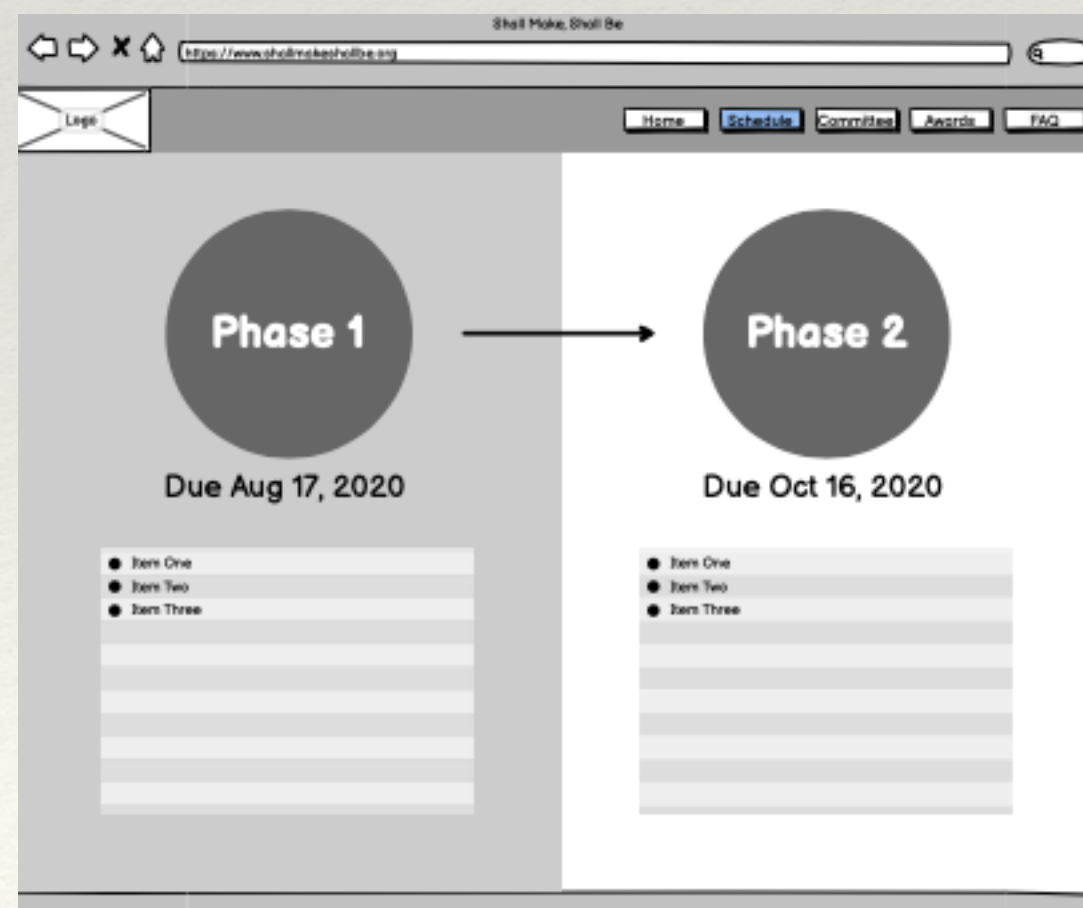 Shall Make, Shall Be
https://www.shallmakeshallbe.org
Logo
Home Schedule Committee Awards FAQ
Phase 1
Due Aug 17, 2020
Item One
Item Two
Item Three
Phase 2
Due Oct 16, 2020
Item One
Item Two
Item Three